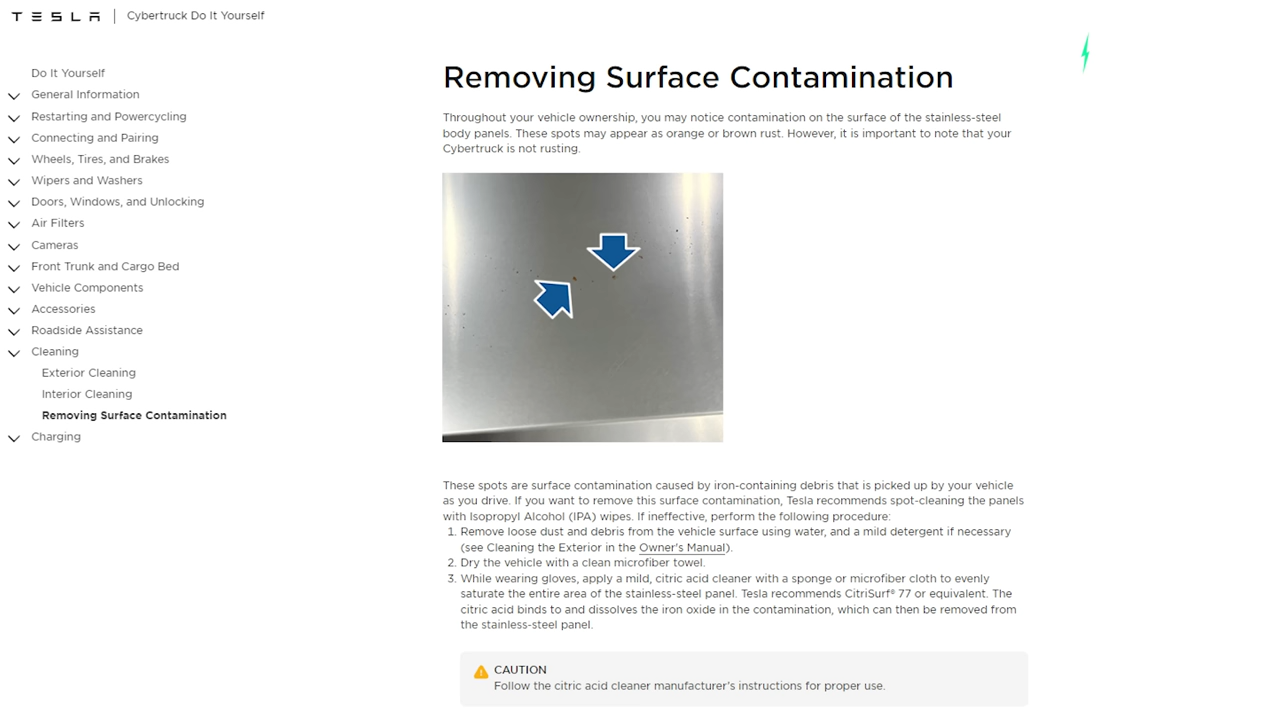 TESLA | Cybertruck Do It Yourself
Do It Yourself
General Information
Restarting and Powercycling
Connecting and Pairing
Wheels, Tires, and Brakes
Wipers and Washers
Doors, Windows, and Unlocking
Air Filters
Cameras
Front Trunk and Cargo Bed
Vehicle Components
Accessories
Roadside Assistance
Cleaning
Exterior Cleaning
Interior Cleaning
Removing Surface Contamination
Charging
Removing Surface Contamination
Throughout your vehicle ownership, you may notice contamination on the surface of the stainless-steel
body panels. These spots may appear as orange or brown rust. However, it is important to note that your
Cybertruck is not rusting.
These spots are surface contamination caused by iron-containing debris that is picked up by your vehicle
as you drive. If you want to remove this surface contamination, Tesla recommends spot-cleaning the panels
with Isopropyl Alcohol (IPA) wipes. If ineffective, perform the following procedure:
1. Remove loose dust and debris from the vehicle surface using water, and a mild detergent if necessary
(see Cleaning the Exterior in the Owner's Manual).
2. Dry the vehicle with a clean microfiber towel.
3. While wearing gloves, apply a mild, citric acid cleaner with a sponge or microfiber cloth to evenly
saturate the entire area of the stainless-steel panel. Tesla recommends CitriSurf® 77 or equivalent. The
citric acid binds to and dissolves the iron oxide in the contamination, which can then be removed from
the stainless-steel panel.
CAUTION
Follow the citric acid cleaner manufacturer's instructions for proper use.